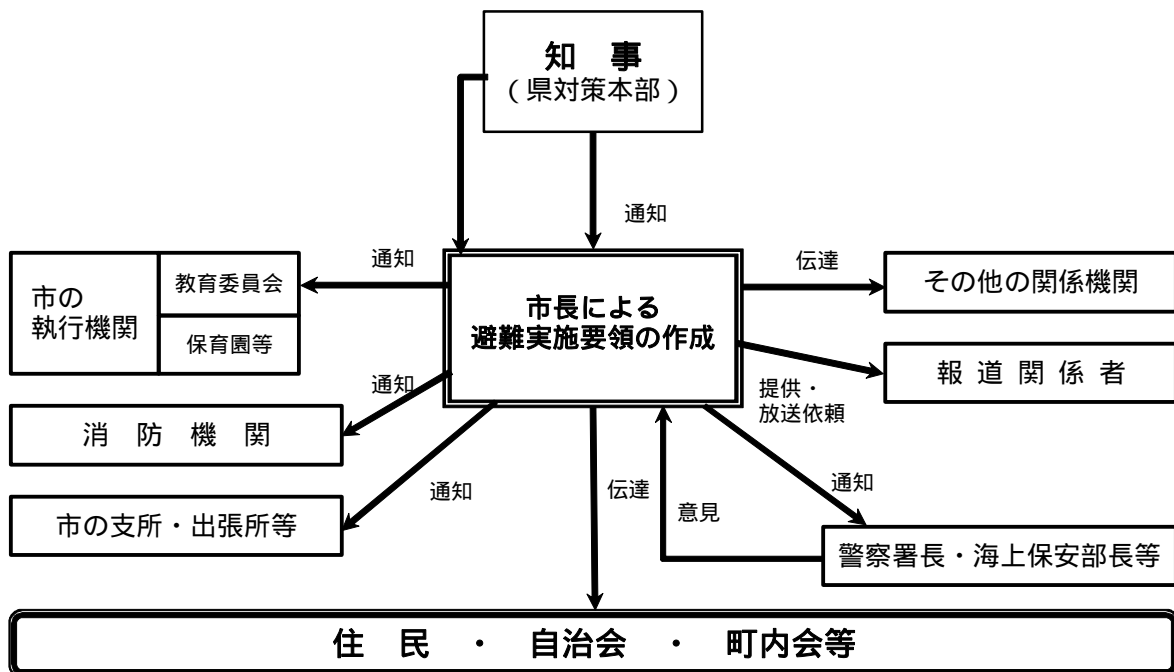 知　事
（県対策本部）
通知
通知
伝達
市の
執行機関
教育委員会
保育園等
市長による
避難実施要領の作成
その他の関係機関
報 道 関 係 者
通知
提供・
放送依頼
消　防　機　関
通知
伝達
意見
通知
市の支所・出張所等
警察署長・海上保安部長等
住　民　・　自治会　・　町内会等